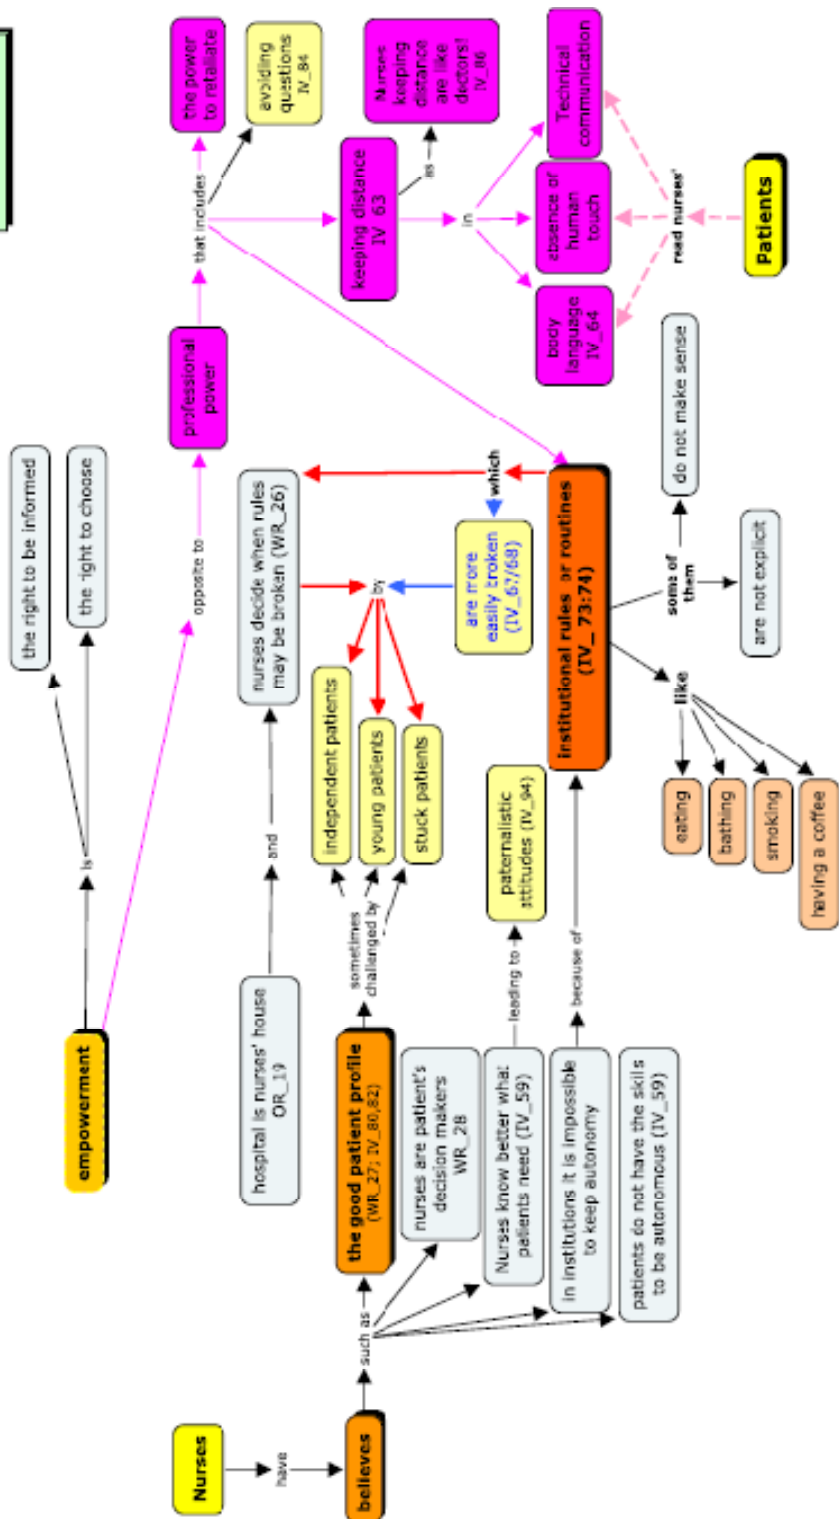 empowerment
is
the right to be informed
the right to choose
opposite to
professional
power
that includes
the power
to retaliate
avoiding
questions
IV_84
keeping distance
IV_63
as
Nurses
keeping
distance
are like
doctors!
IV_86
in
body
language
IV_64
absence of
human
touch
Technical
communication
read nurses'
Patients
Nurses
have
believes
such as
the good patient profile
(WR_27; IV_80,82)
nurses are patient's
decision makers
WR_28
Nurses know better what
patients need (IV_59)
in institutions it is impossible
to keep autonomy
patients do not have the skills
to be autonomous (IV_59)
hospital is nurses' house
OR_19
and
nurses decide when rules
may be broken (WR_26)
sometimes
challenged by
independent patients
young patients
stuck patients
by
are more
easily broken
(IV_67/68)
which
leading to
paternalistic
attitudes (IV_94)
because of
institutional rules or routines
(IV_73:74)
like
eating
bathing
smoking
having a coffee
some of
them
are not explicit
do not make sense